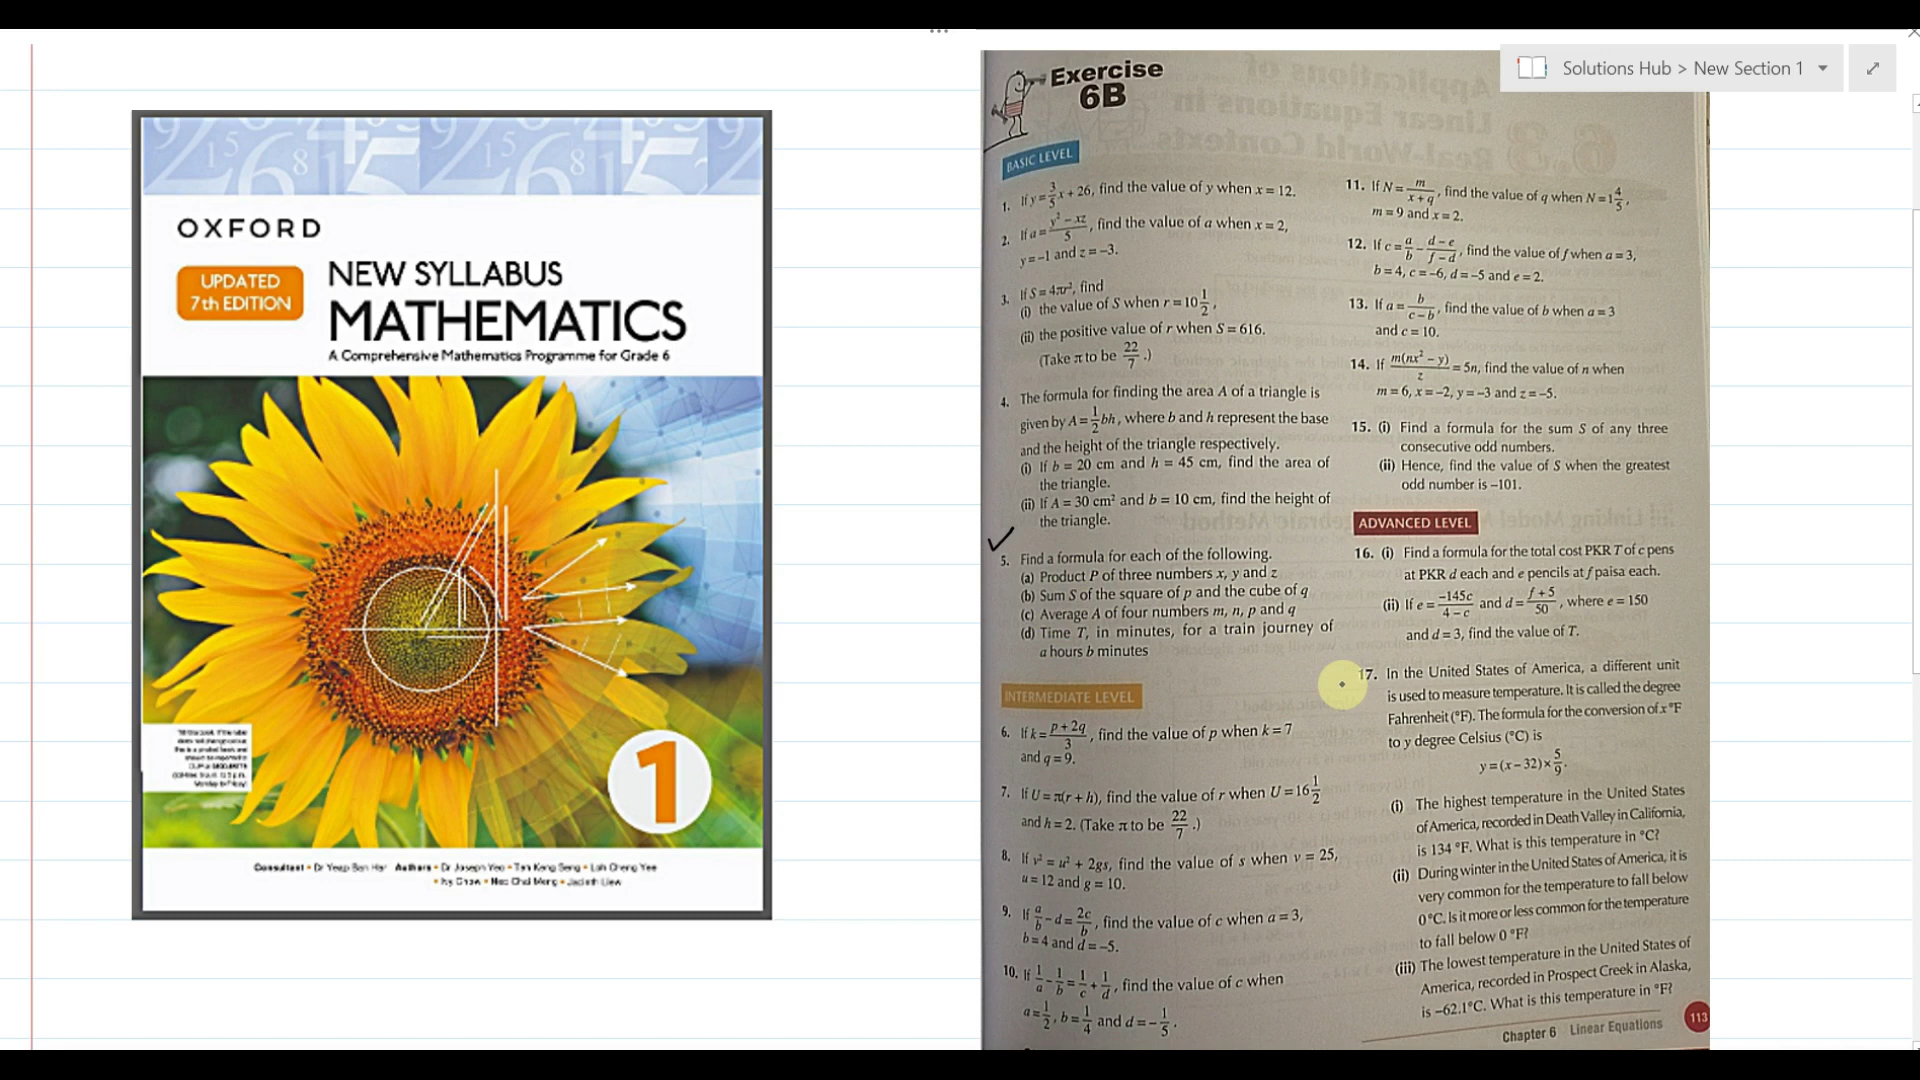 Solutions Hub > New Section 1
OXFORD
UPDATED
7th EDITION
NEW SYLLABUS
MATHEMATICS
A Comprehensive Mathematics Programme for Grade 6
1
Consultant • Dr Yeap Ban Har Authors • Dr Joseph Yeo • Teh Keng Seng • Loh Cheng Yee
• Ivy Chow • Neo Chai Meng • Jacinth Liew
Exercise
6B
BASIC LEVEL
1. If y = 3/5 x + 26, find the value of y when x = 12.
2. If a = (y² – xz)/5, find the value of a when x = 2,
y = –1 and z = –3.
3. If S = 4πr², find
(i) the value of S when r = 10 1/2,
(ii) the positive value of r when S = 616.
(Take π to be 22/7.)
4. The formula for finding the area A of a triangle is
given by A = 1/2 bh, where b and h represent the base
and the height of the triangle respectively.
(i) If b = 20 cm and h = 45 cm, find the area of
the triangle.
(ii) If A = 30 cm² and b = 10 cm, find the height of
the triangle.
5. Find a formula for each of the following.
(a) Product P of three numbers x, y and z
(b) Sum S of the square of p and the cube of q
(c) Average A of four numbers m, n, p and q
(d) Time T, in minutes, for a train journey of
a hours b minutes
INTERMEDIATE LEVEL
6. If k = (p + 2q)/3, find the value of p when k = 7
and q = 9.
7. If U = π(r + h), find the value of r when U = 16 1/2
and h = 2. (Take π to be 22/7.)
8. If v² = u² + 2gs, find the value of s when v = 25,
u = 12 and g = 10.
9. If a/b – d = 2c/b, find the value of c when a = 3,
b = 4 and d = –5.
10. If 1/a – 1/b = 1/c + 1/d, find the value of c when
a = 1/2, b = 1/4 and d = –1/5.
11. If N = m/(x + q), find the value of q when N = 1 4/5,
m = 9 and x = 2.
12. If c = a/b – (d – e)/(f – d), find the value of f when a = 3,
b = 4, c = –6, d = –5 and e = 2.
13. If a = b/(c – b), find the value of b when a = 3
and c = 10.
14. If m(nx² – y)/z = 5n, find the value of n when
m = 6, x = –2, y = –3 and z = –5.
15. (i) Find a formula for the sum S of any three
consecutive odd numbers.
(ii) Hence, find the value of S when the greatest
odd number is –101.
ADVANCED LEVEL
16. (i) Find a formula for the total cost PKR T of c pens
at PKR d each and e pencils at f paisa each.
(ii) If e = –145c/(4 – c) and d = (f + 5)/50, where e = 150
and d = 3, find the value of T.
17. In the United States of America, a different unit
is used to measure temperature. It is called the degree
Fahrenheit (°F). The formula for the conversion of x °F
to y degree Celsius (°C) is
y = (x – 32) × 5/9.
(i) The highest temperature in the United States
of America, recorded in Death Valley in California,
is 134 °F. What is this temperature in °C?
(ii) During winter in the United States of America, it is
very common for the temperature to fall below
0 °C. Is it more or less common for the temperature
to fall below 0 °F?
(iii) The lowest temperature in the United States of
America, recorded in Prospect Creek in Alaska,
is –62.1°C. What is this temperature in °F?
Chapter 6 Linear Equations
113